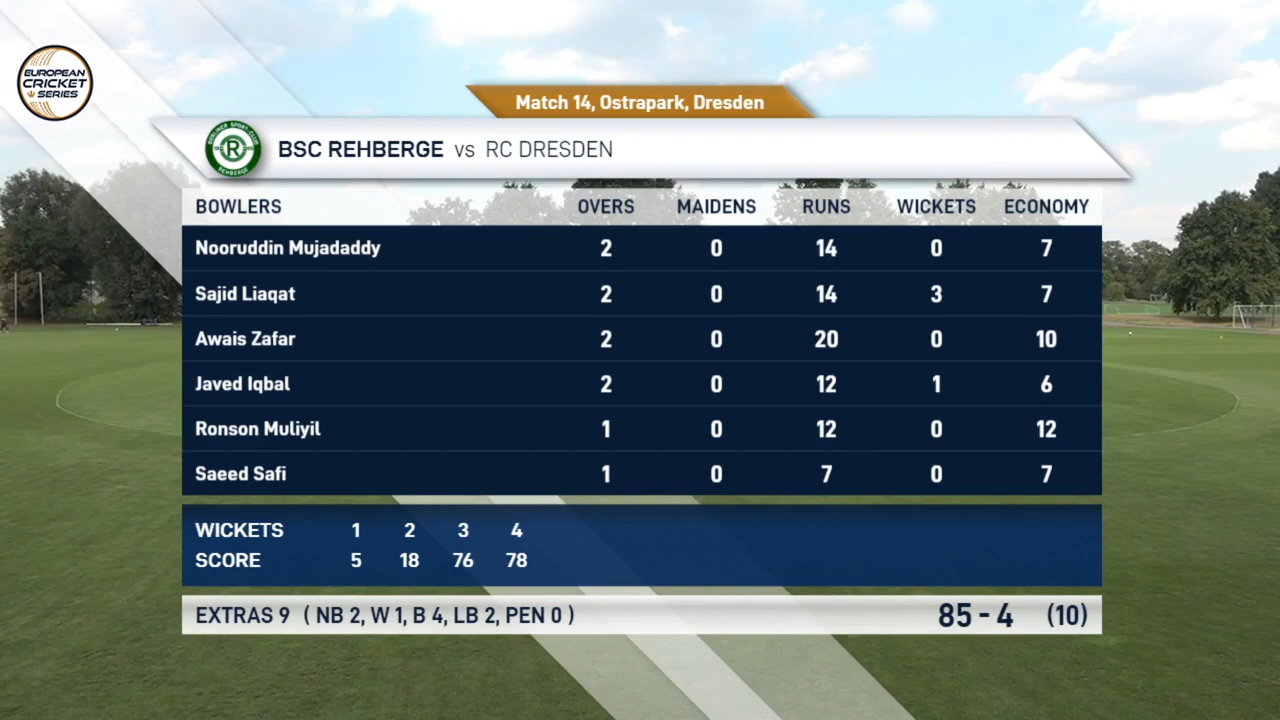 EUROPEAN
CRICKET
SERIES
Match 14, Ostrapark, Dresden
BSC REHBERGE vs RC DRESDEN
BOWLERS OVERS MAIDENS RUNS WICKETS ECONOMY
Nooruddin Mujadaddy 2 0 14 0 7
Sajid Liaqat 2 0 14 3 7
Awais Zafar 2 0 20 0 10
Javed Iqbal 2 0 12 1 6
Ronson Muliyil 1 0 12 0 12
Saeed Safi 1 0 7 0 7
WICKETS 1 2 3 4
SCORE 5 18 76 78
EXTRAS 9 ( NB 2, W 1, B 4, LB 2, PEN 0 ) 85 - 4 (10)